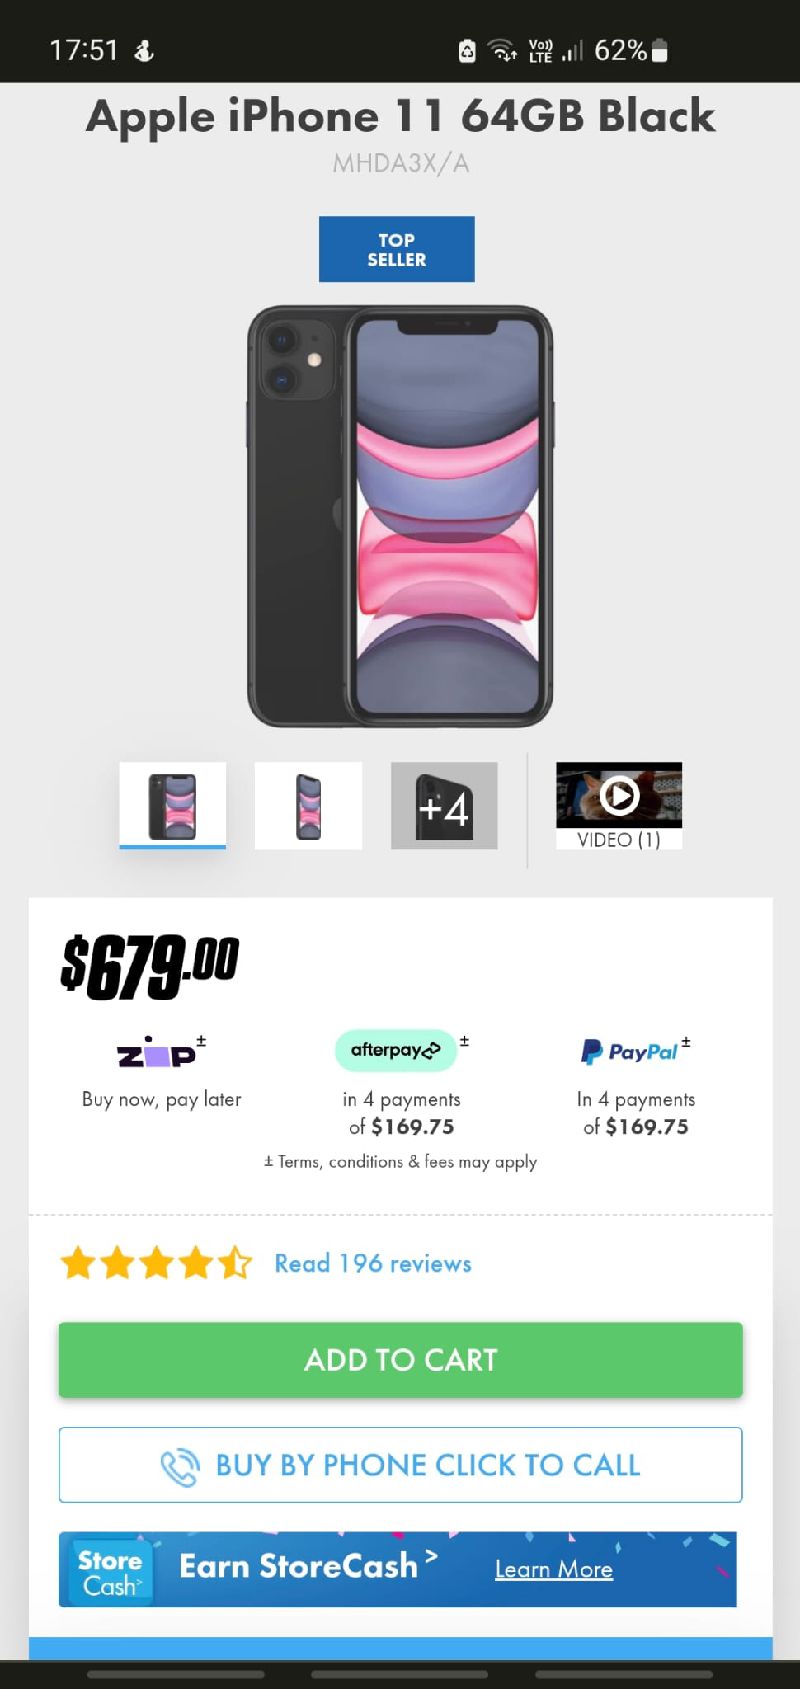 17:51
Vo)) LTE 62%
Apple iPhone 11 64GB Black
MHDA3X/A
TOP
SELLER
+4
VIDEO (1)
$679.00
zip±
afterpay±
PayPal±
Buy now, pay later
in 4 payments
of $169.75
In 4 payments
of $169.75
± Terms, conditions & fees may apply
Read 196 reviews
ADD TO CART
BUY BY PHONE CLICK TO CALL
Store
Cash>
Earn StoreCash >
Learn More